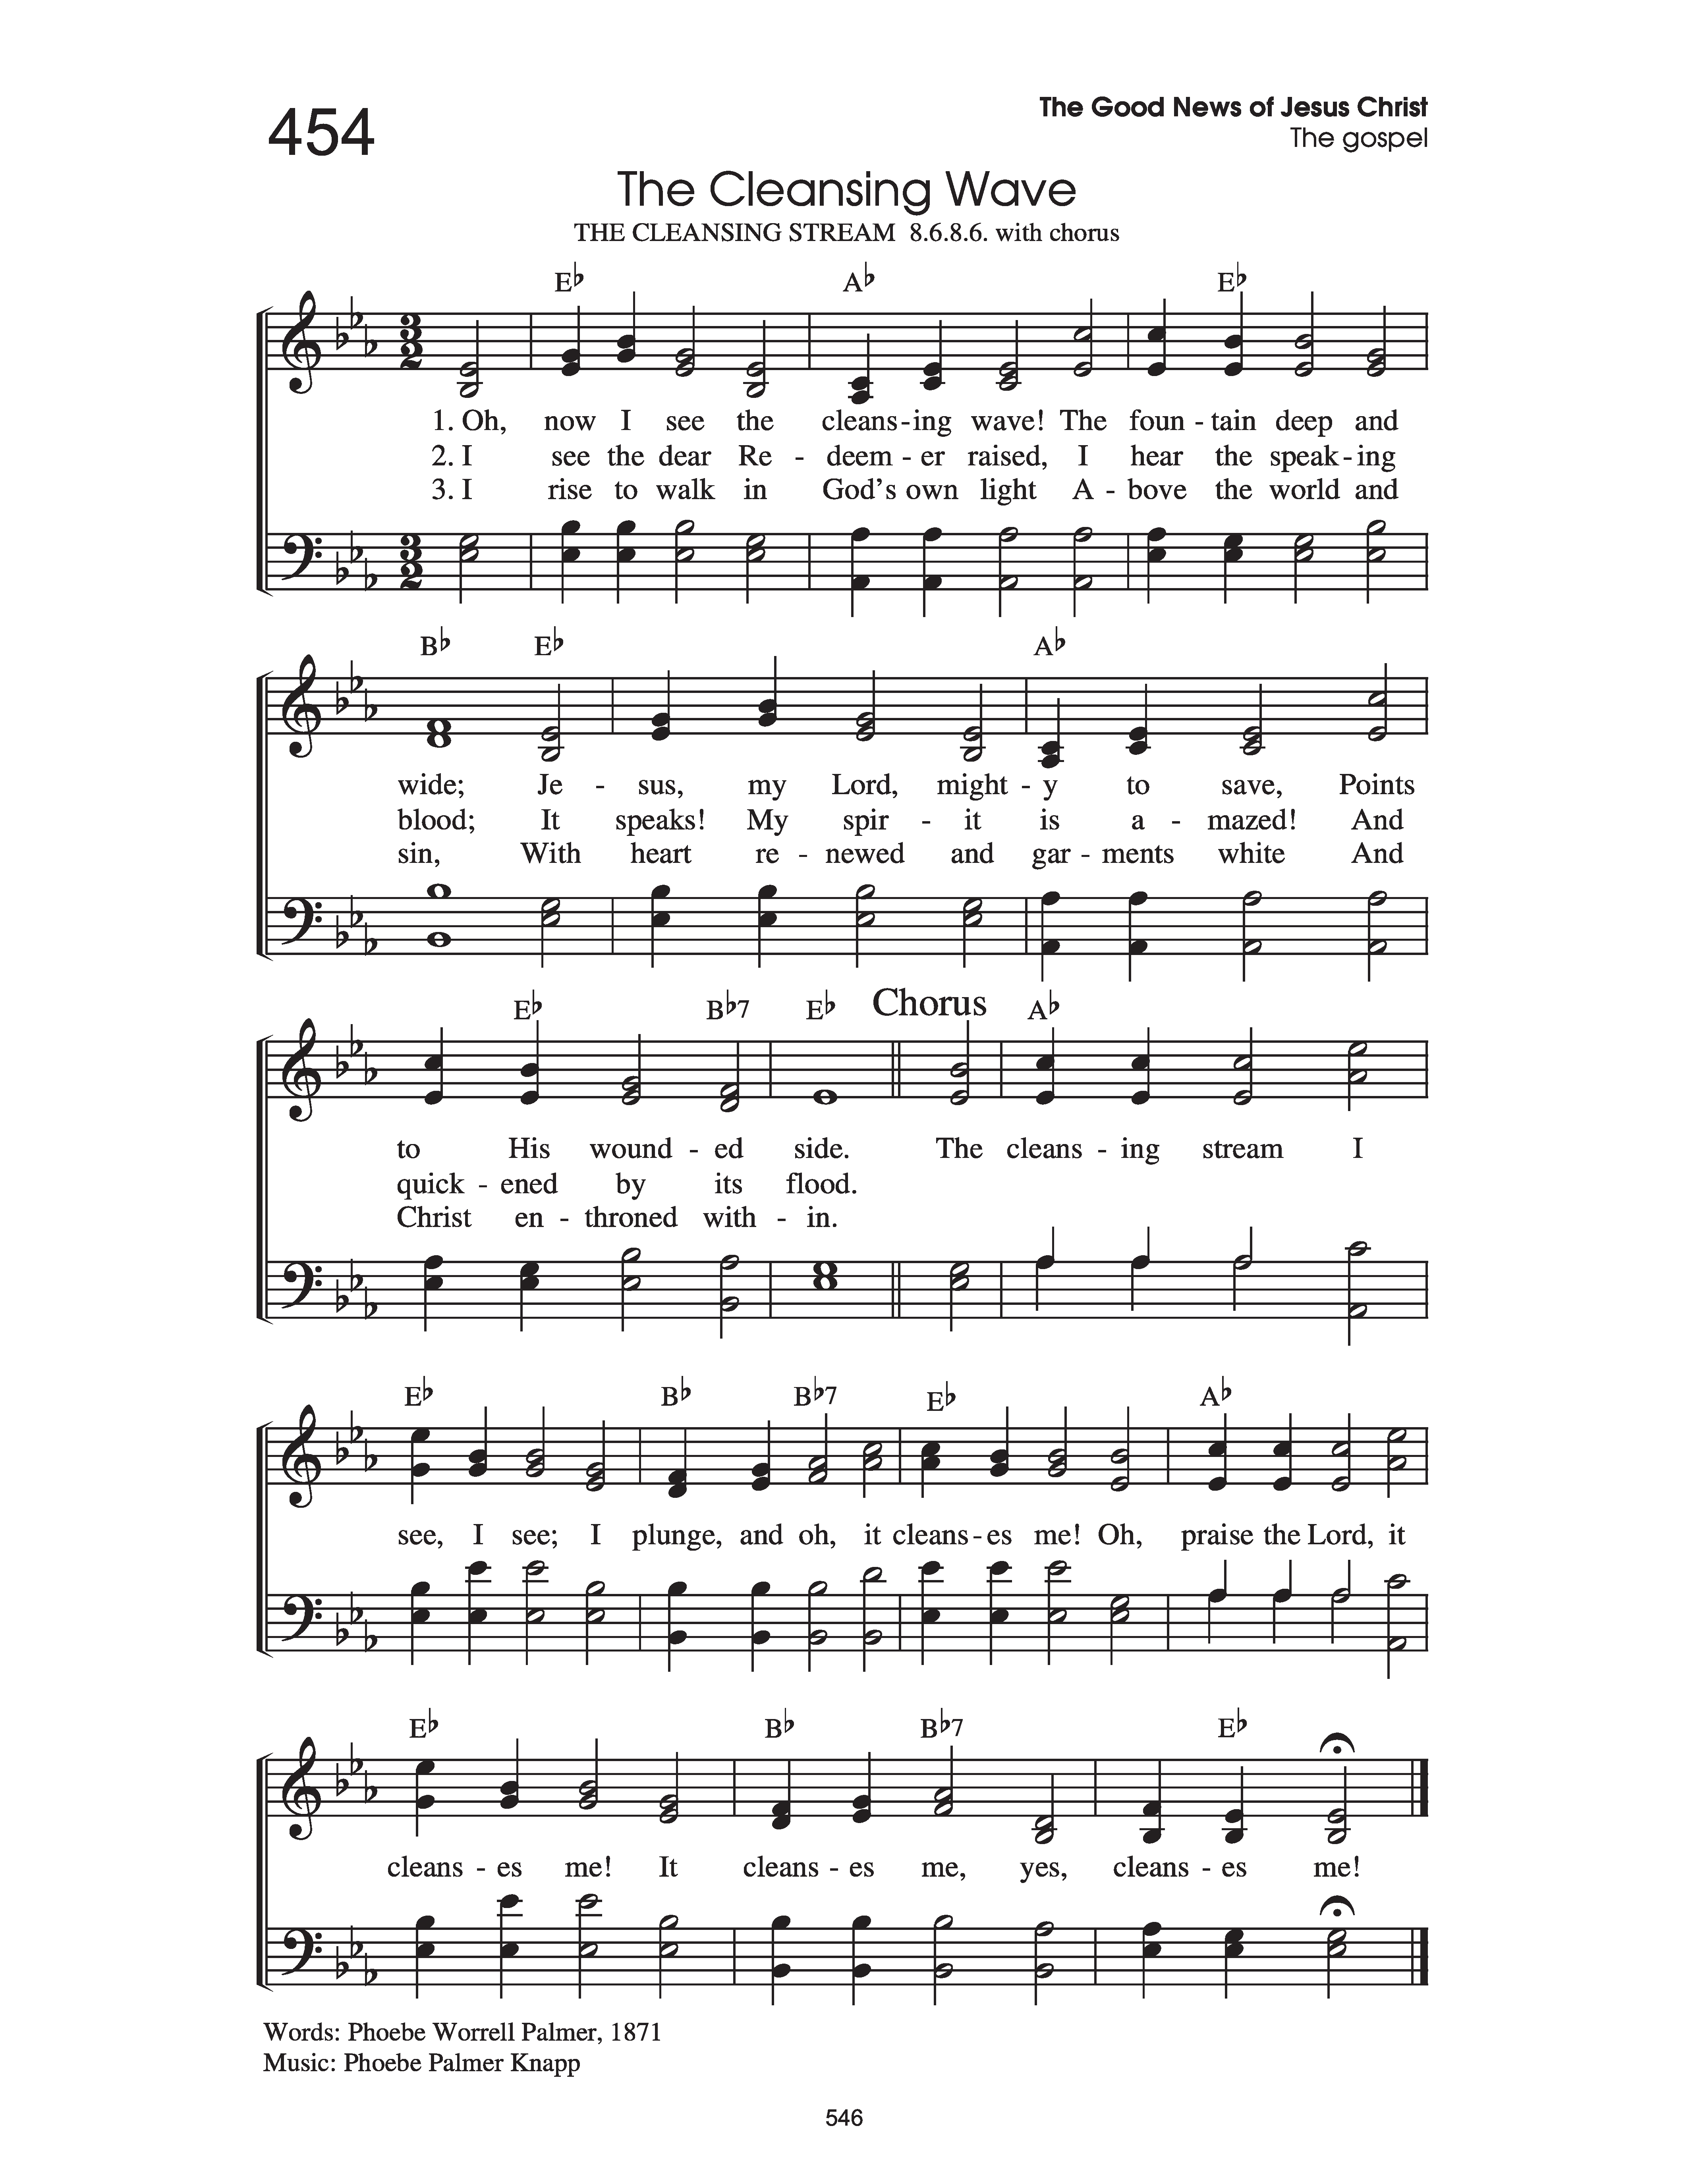 454
The Good News of Jesus Christ
The gospel
The Cleansing Wave
THE CLEANSING STREAM 8.6.8.6. with chorus
E♭ A♭ E♭
1. Oh, now I see the cleans-ing wave! The foun - tain deep and
2. I see the dear Re - deem - er raised, I hear the speak-ing
3. I rise to walk in God's own light A - bove the world and
B♭ E♭ A♭
wide; Je - sus, my Lord, might - y to save, Points
blood; It speaks! My spir - it is a - mazed! And
sin, With heart re - newed and gar - ments white And
E♭ B♭7 E♭ Chorus A♭
to His wound - ed side. The cleans - ing stream I
quick - ened by its flood.
Christ en - throned with - in.
E♭ B♭ B♭7 E♭ A♭
see, I see; I plunge, and oh, it cleans-es me! Oh, praise the Lord, it
E♭ B♭ B♭7 E♭
cleans - es me! It cleans - es me, yes, cleans - es me!
Words: Phoebe Worrell Palmer, 1871
Music: Phoebe Palmer Knapp
546